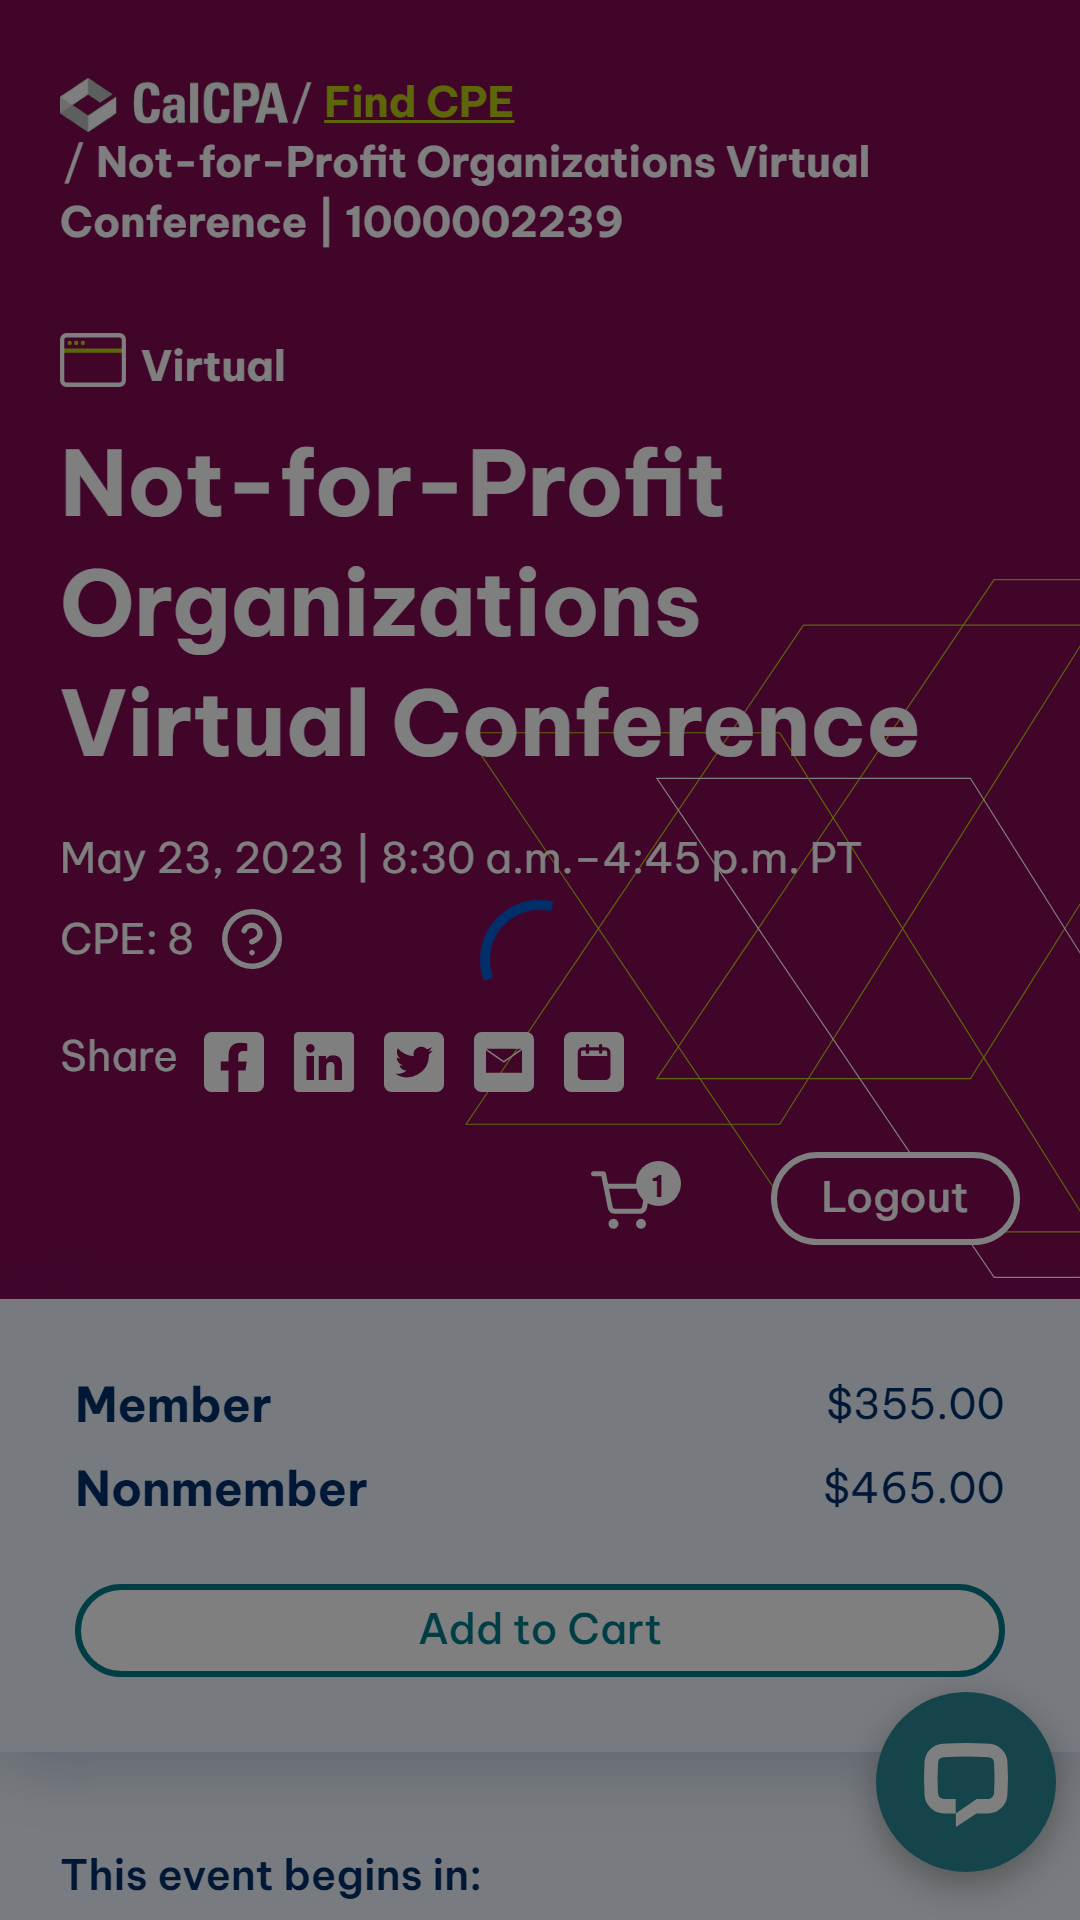 CalCPA / Find CPE
/ Not-for-Profit Organizations Virtual
Conference | 1000002239
Virtual
Not-for-Profit
Organizations
Virtual Conference
May 23, 2023 | 8:30 a.m.–4:45 p.m. PT
CPE: 8 ?
Share
1
Logout
Member $355.00
Nonmember $465.00
Add to Cart
This event begins in: